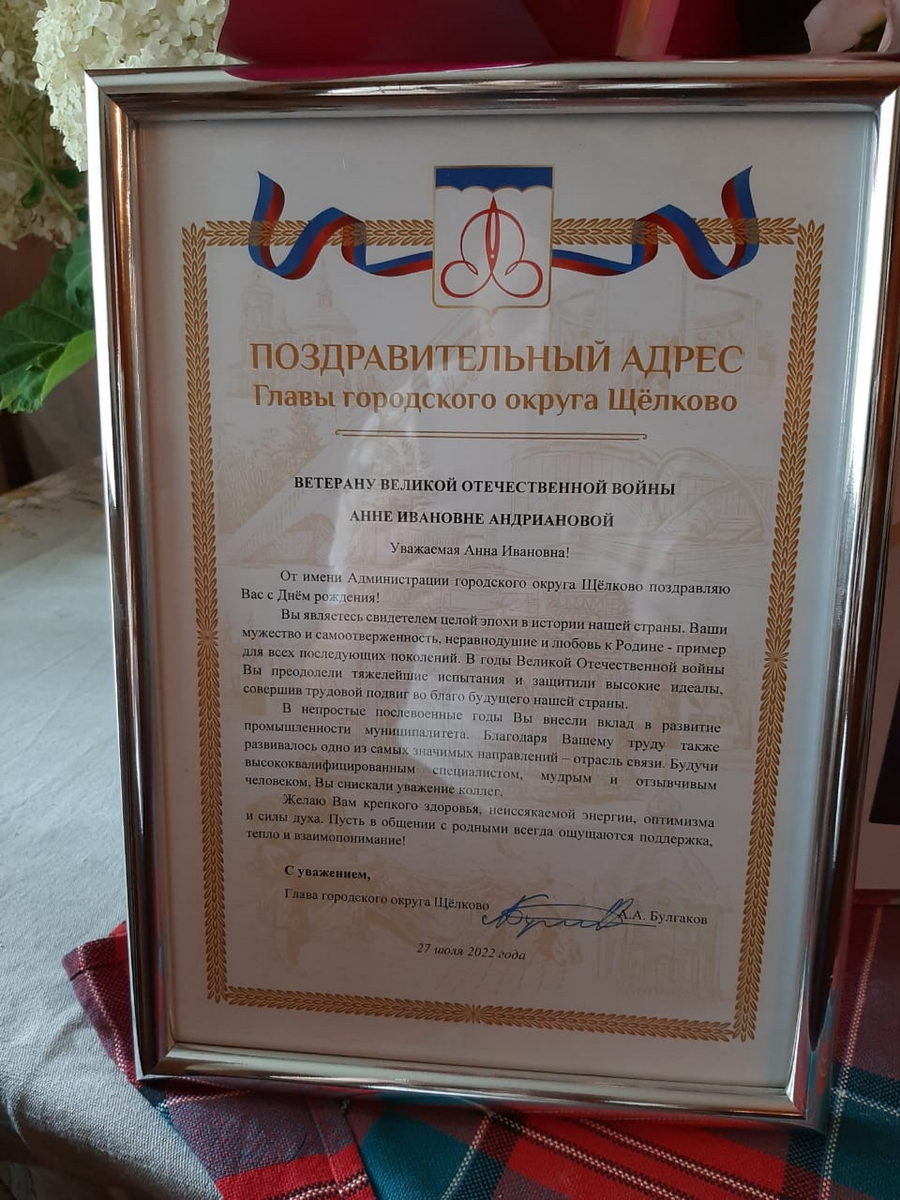 ПОЗДРАВИТЕЛЬНЫЙ АДРЕС
Главы городского округа Щёлково
ВЕТЕРАНУ ВЕЛИКОЙ ОТЕЧЕСТВЕННОЙ ВОЙНЫ
АННЕ ИВАНОВНЕ АНДРИАНОВОЙ
Уважаемая Анна Ивановна!
От имени Администрации городского округа Щёлково поздравляю
Вас с Днём рождения!
Вы являетесь свидетелем целой эпохи в истории нашей страны. Ваши
мужество и самоотверженность, неравнодушие и любовь к Родине - пример
для всех последующих поколений. В годы Великой Отечественной войны
Вы преодолели тяжелейшие испытания и защитили высокие идеалы,
совершив трудовой подвиг во благо будущего нашей страны.
В непростые послевоенные годы Вы внесли вклад в развитие
промышленности муниципалитета. Благодаря Вашему труду также
развивалось одно из самых значимых направлений – отрасль связи. Будучи
высококвалифицированным специалистом, мудрым и отзывчивым
человеком, Вы снискали уважение коллег.
Желаю Вам крепкого здоровья, неиссякаемой энергии, оптимизма
и силы духа. Пусть в общении с родными всегда ощущаются поддержка,
тепло и взаимопонимание!
С уважением,
Глава городского округа Щёлково А.А. Булгаков
27 июля 2022 года